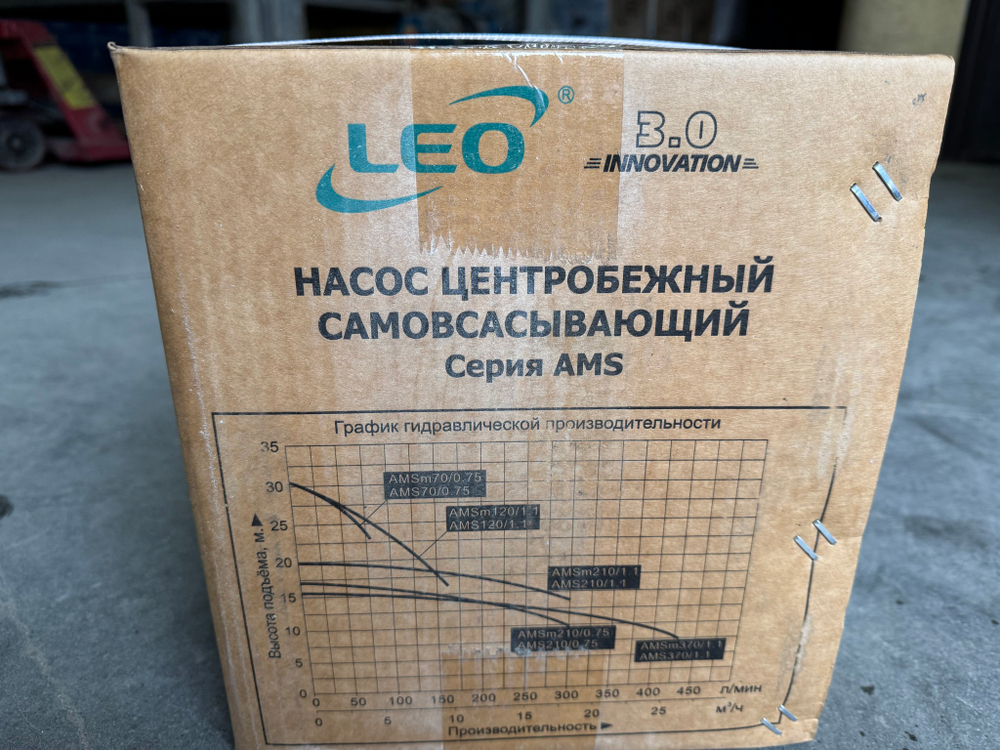 LEO ®
3.0
INNOVATION
НАСОС ЦЕНТРОБЕЖНЫЙ
САМОВСАСЫВАЮЩИЙ
Серия AMS
График гидравлической производительности
35
30
25
20
15
10
5
0
Высота подъёма, м.
AMSm70/0.75
AMS70/0.75
AMSm120/1.1
AMS120/1.1
AMSm210/1.1
AMS210/1.1
AMSm210/0.75
AMS210/0.75
AMSm370/1.1
AMS370/1.1
0 50 100 150 200 250 300 350 400 450 л/мин
0 5 10 15 20 25 м³/ч
Производительность